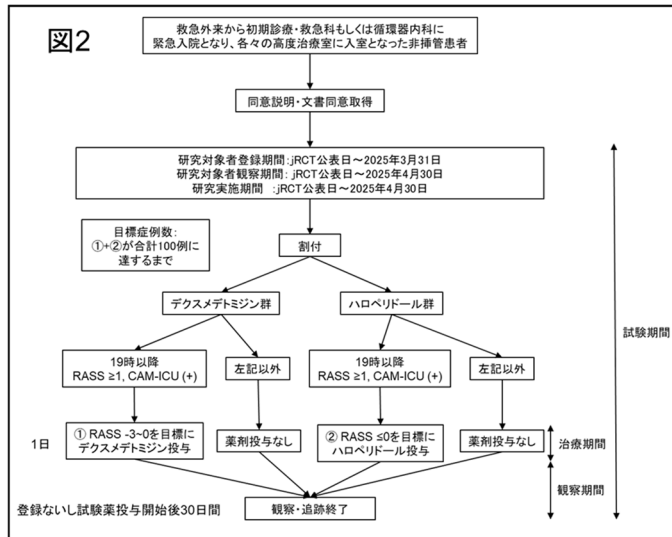 図2
救急外来から初期診療・救急科もしくは循環器内科に
緊急入院となり、各々の高度治療室に入室となった非挿管患者
同意説明・文書同意取得
研究対象者登録期間：jRCT公表日～2025年3月31日
研究対象者観察期間：jRCT公表日～2025年4月30日
研究実施期間　：jRCT公表日～2025年4月30日
目標症例数：
①+②が合計100例に
達するまで
割付
デクスメデトミジン群
ハロペリドール群
試験期間
19時以降
RASS ≥1, CAM-ICU (+)
左記以外
19時以降
RASS ≥1, CAM-ICU (+)
左記以外
1日
① RASS -3~0を目標に
デクスメデトミジン投与
薬剤投与なし
② RASS ≤0を目標に
ハロペリドール投与
薬剤投与なし
治療期間
観察期間
登録ないし試験薬投与開始後30日間
観察・追跡終了